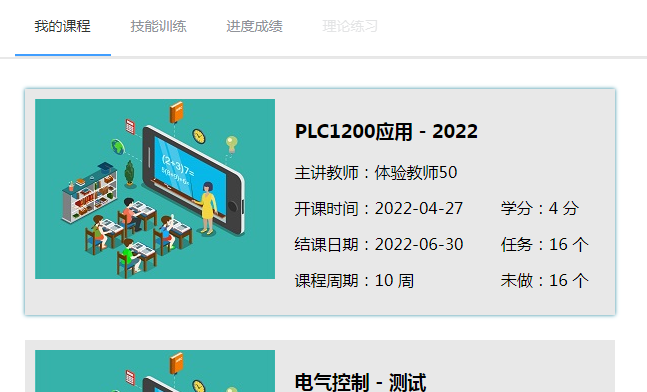 我的课程 技能训练 进度成绩 理论练习
PLC1200应用 - 2022
主讲教师：体验教师50
开课时间：2022-04-27 学分：4 分
结课日期：2022-06-30 任务：16 个
课程周期：10 周 未做：16 个
电气控制 - 测试